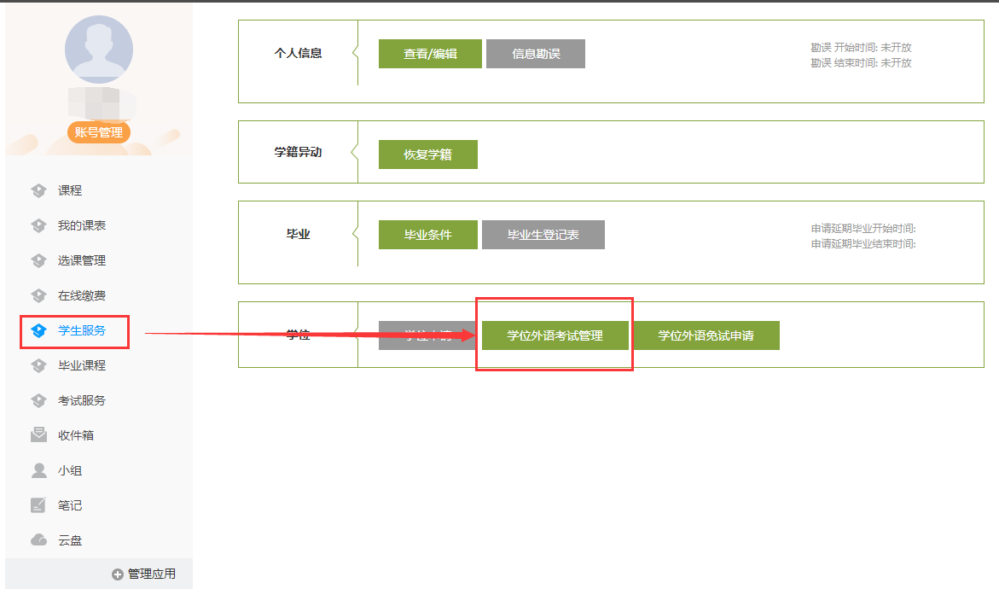 账号管理
课程
我的课表
选课管理
在线缴费
学生服务
毕业课程
考试服务
收件箱
小组
笔记
云盘
管理应用
个人信息
查看/编辑
信息勘误
勘误 开始时间: 未开放
勘误 结束时间: 未开放
学籍异动
恢复学籍
毕业
毕业条件
毕业生登记表
申请延期毕业开始时间:
申请延期毕业结束时间:
学位
学位申请
学位外语考试管理
学位外语免试申请